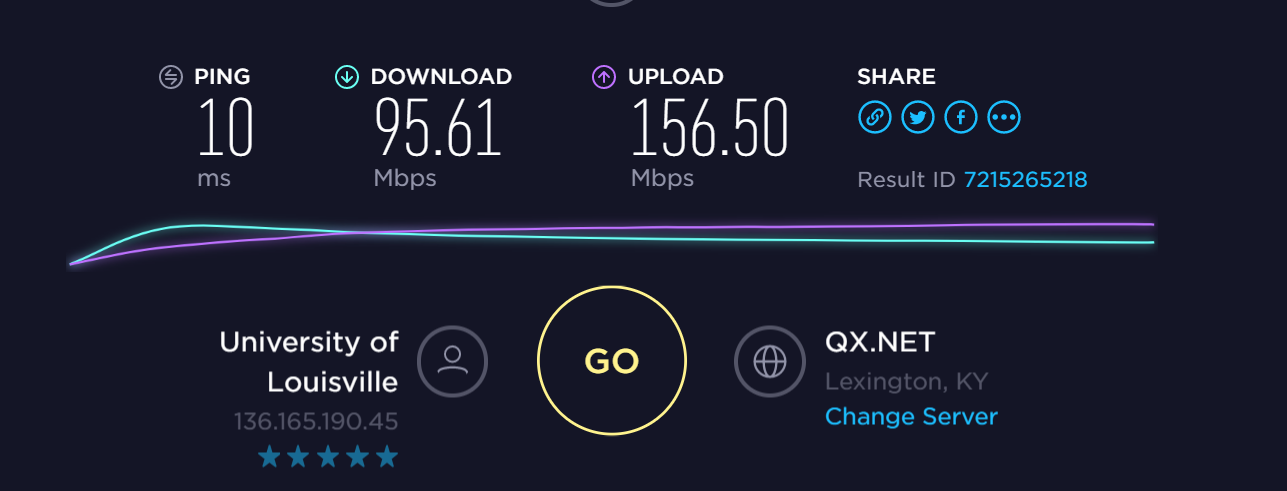 PING
10
ms
DOWNLOAD
95.61
Mbps
UPLOAD
156.50
Mbps
SHARE
Result ID 7215265218
University of
Louisville
136.165.190.45
GO
QX.NET
Lexington, KY
Change Server